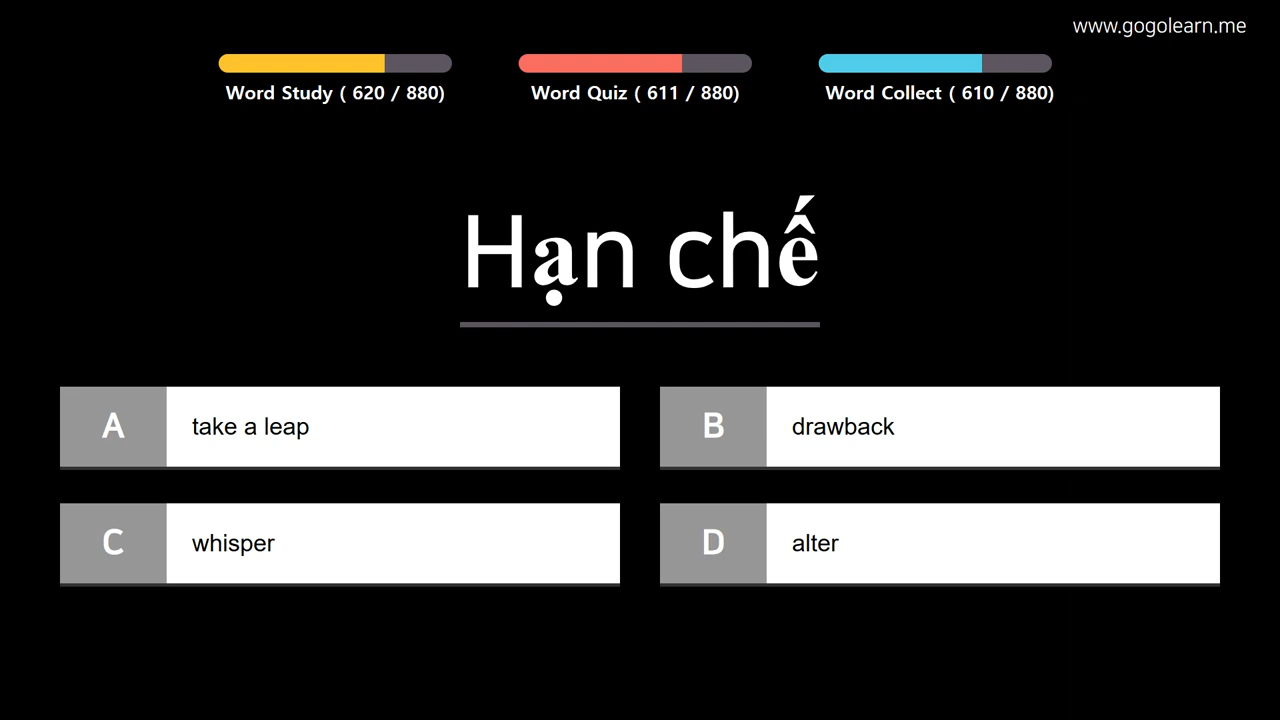 www.gogolearn.me
Word Study ( 620 / 880)
Word Quiz ( 611 / 880)
Word Collect ( 610 / 880)
Hạn chế
A take a leap
B drawback
C whisper
D alter